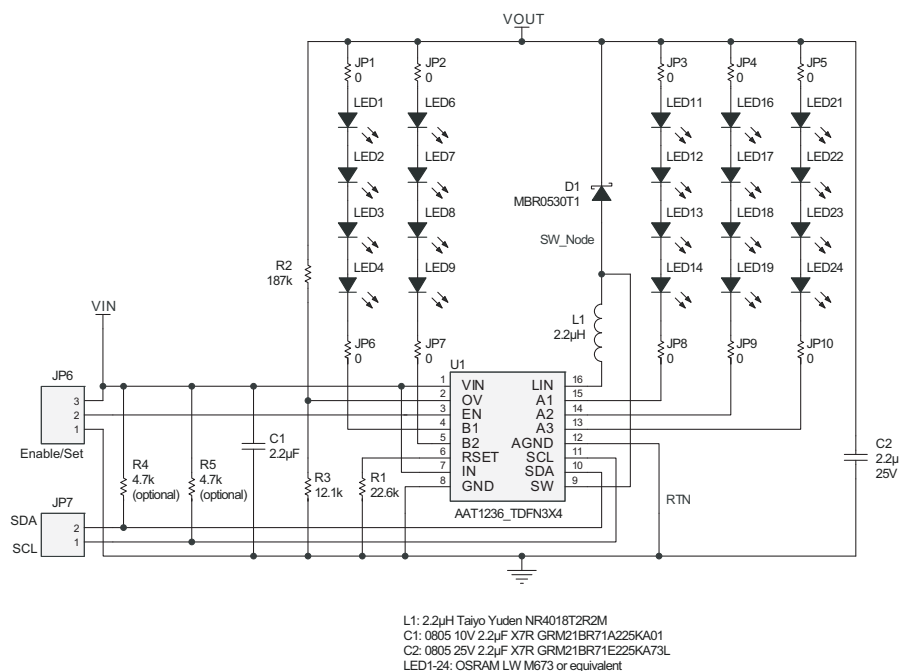 VOUT
JP1
0
JP2
0
JP3
0
JP4
0
JP5
0
LED1
LED6
LED11
LED16
LED21
LED2
LED7
LED12
LED17
LED22
D1
MBR0530T1
LED3
LED8
LED13
LED18
LED23
SW_Node
R2
187k
LED4
LED9
LED14
LED19
LED24
VIN
L1
2.2µH
JP6
0
JP7
0
JP8
0
JP9
0
JP10
0
U1
JP6
3
2
1
Enable/Set
1 VIN LIN 16
2 OV A1 15
3 EN A2 14
4 B1 A3 13
5 B2 AGND 12
6 RSET SCL 11
7 IN SDA 10
8 GND SW 9
AAT1236_TDFN3X4
C1
2.2µF
C2
2.2µ
25V
R4
4.7k
(optional)
R5
4.7k
(optional)
R3
12.1k
R1
22.6k
RTN
JP7
SDA 2
SCL 1
L1: 2.2µH Taiyo Yuden NR4018T2R2M
C1: 0805 10V 2.2µF X7R GRM21BR71A225KA01
C2: 0805 25V 2.2µF X7R GRM21BR71E225KA73L
LED1-24: OSRAM LW M673 or equivalent